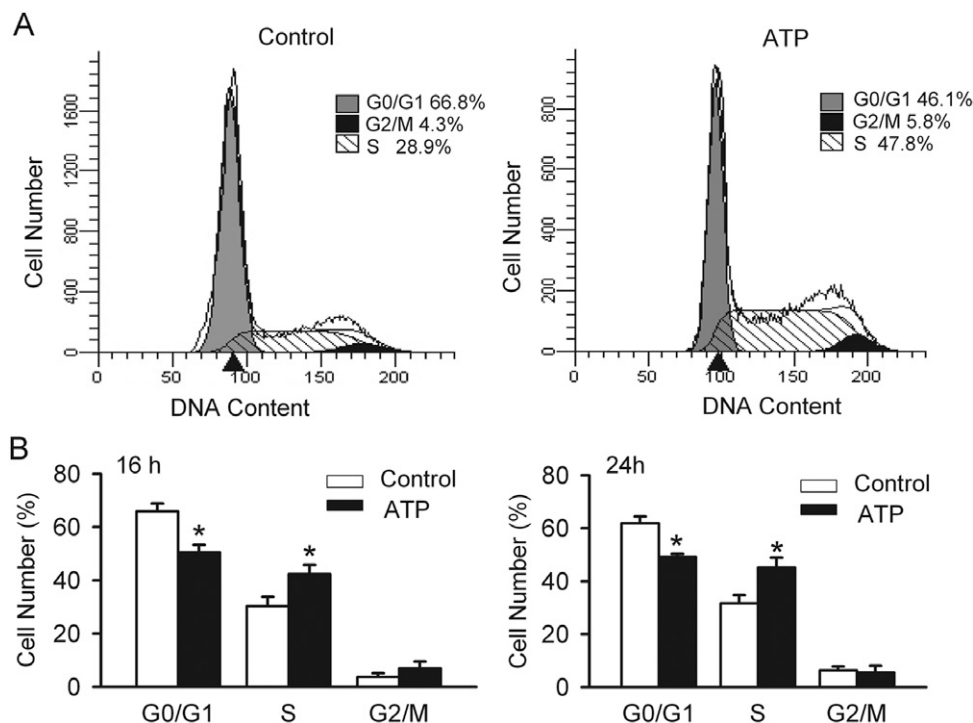 A
Control
ATP
G0/G1 66.8%
G2/M 4.3%
S 28.9%
Cell Number
0 400 800 1200 1600
0 50 100 150 200
DNA Content
G0/G1 46.1%
G2/M 5.8%
S 47.8%
Cell Number
0 200 400 600 800
0 50 100 150 200
DNA Content
B
16 h
Control
ATP
Cell Number (%)
80
60
40
20
0
* *
G0/G1 S G2/M
24h
Control
ATP
Cell Number (%)
80
60
40
20
0
* *
G0/G1 S G2/M